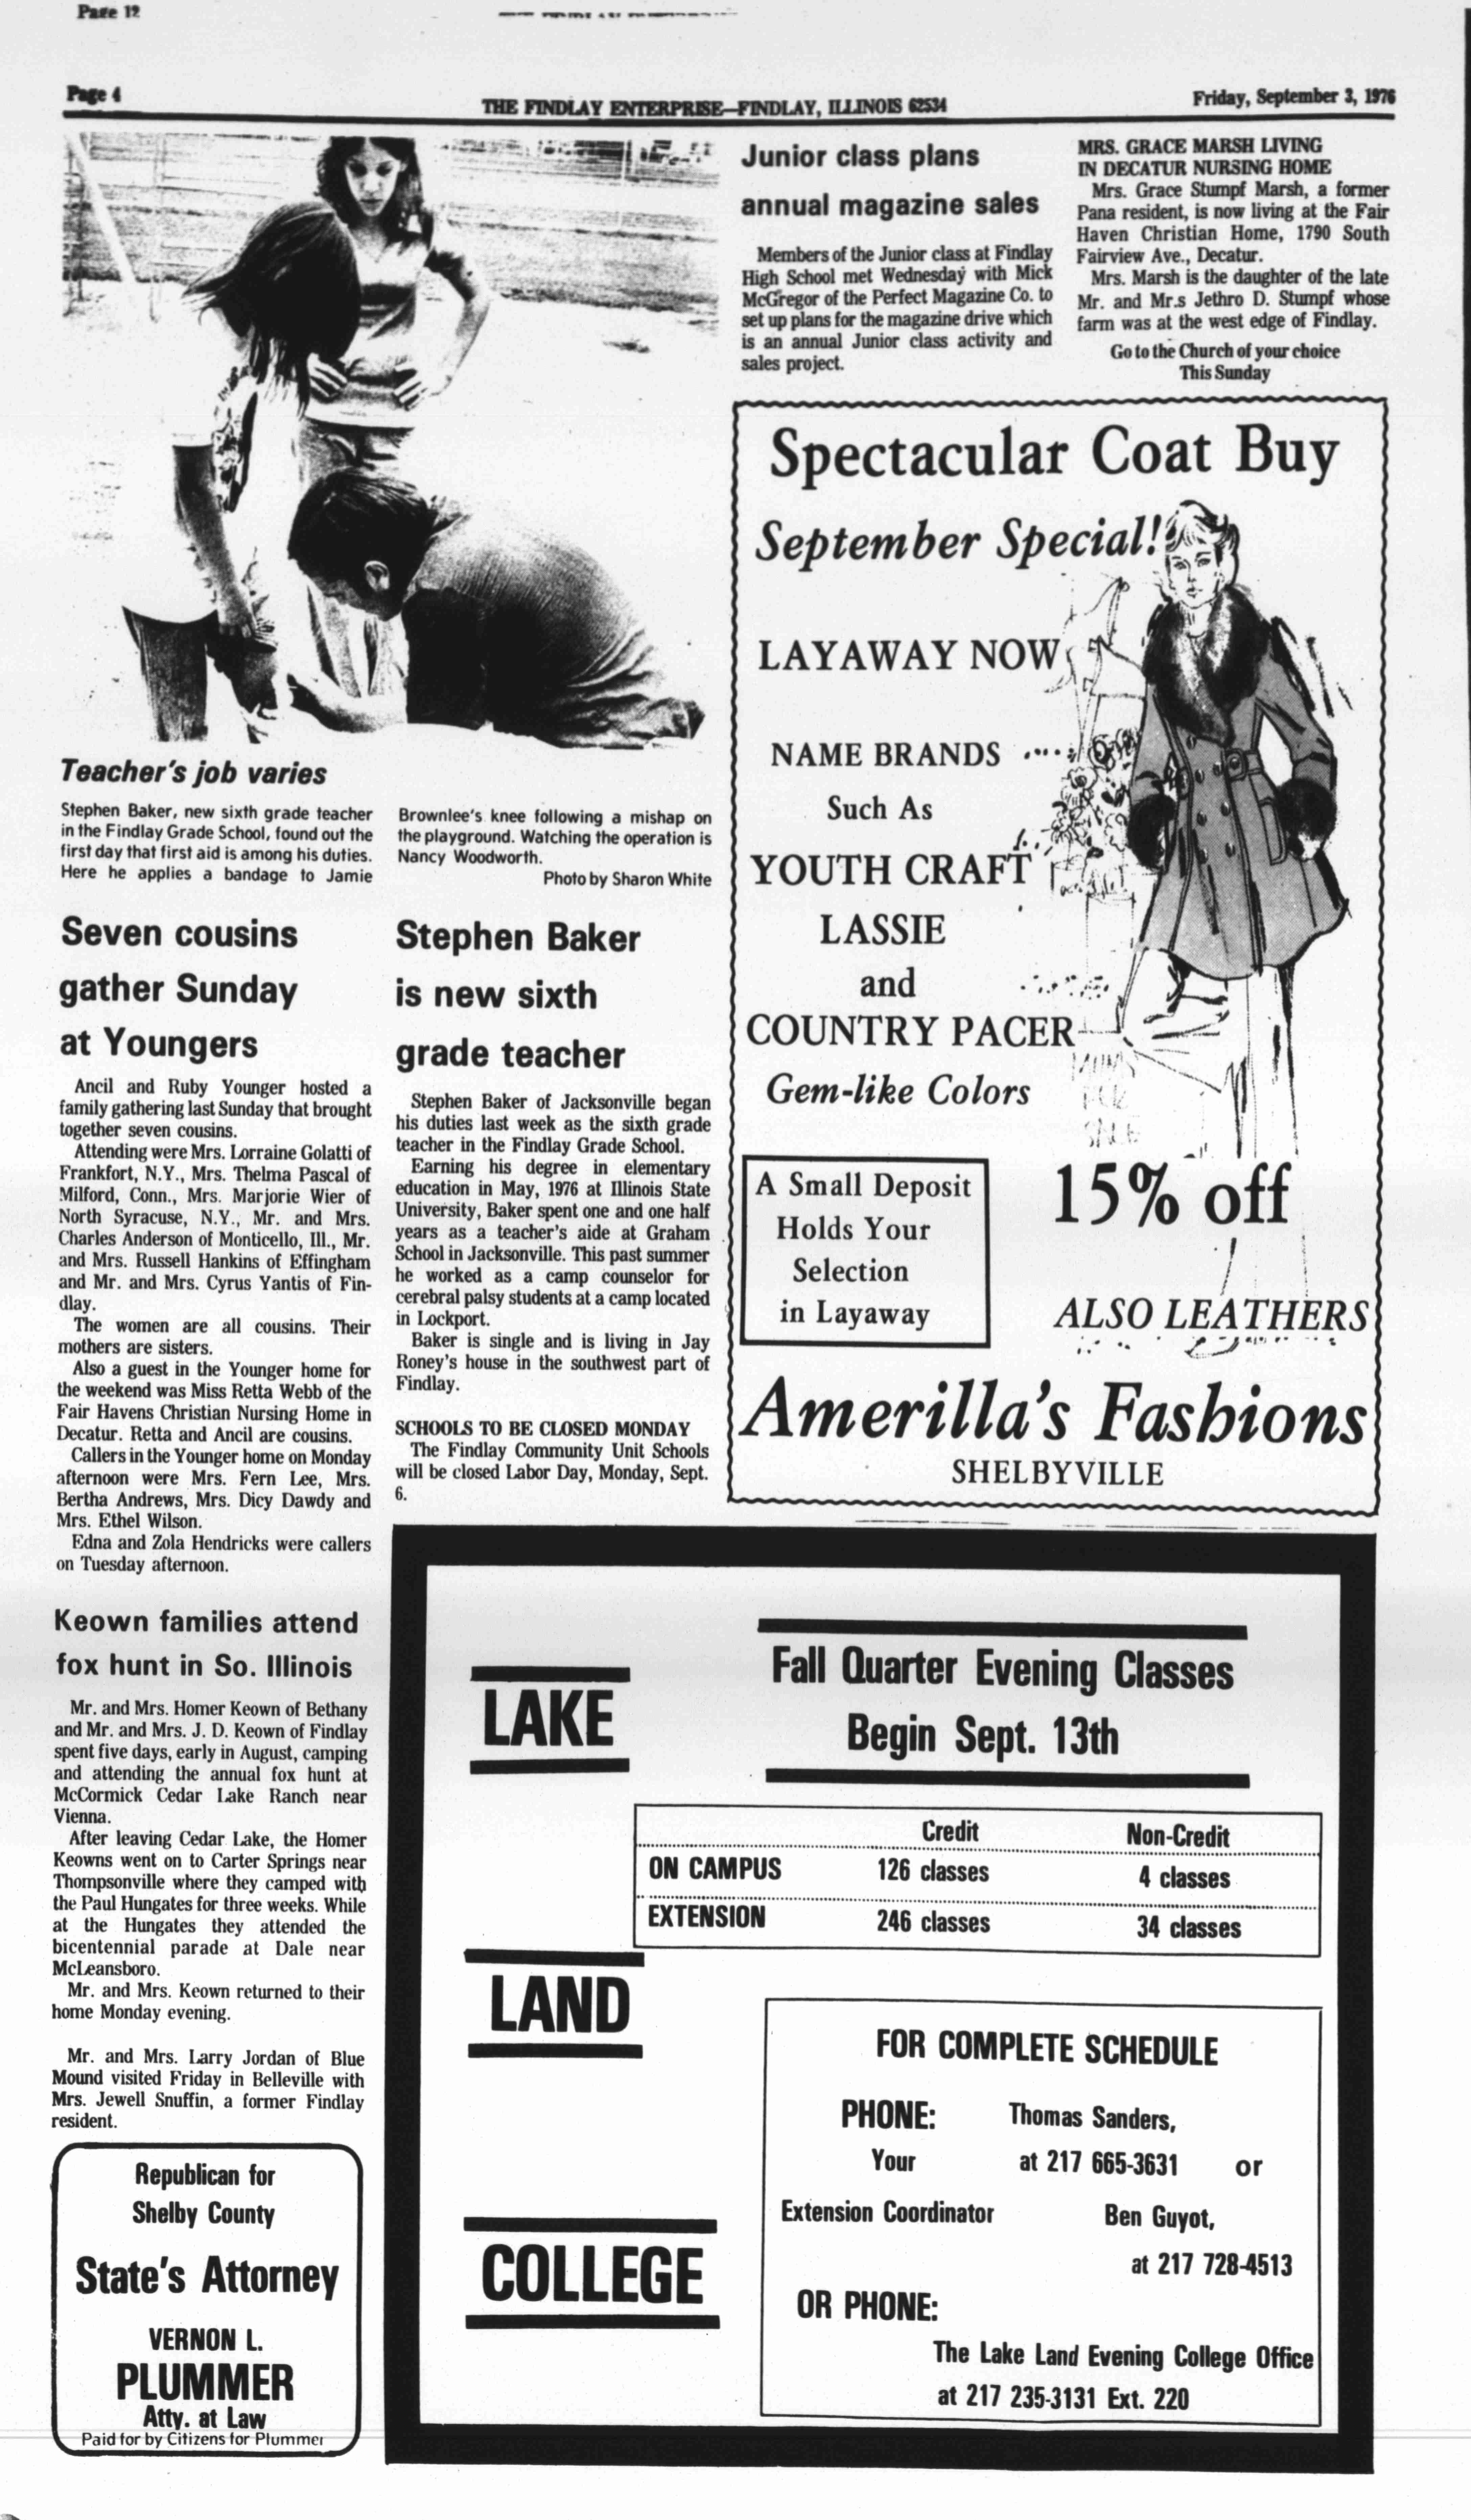 Page 12
Page 4
THE FINDLAY ENTERPRISE—FINDLAY, ILLINOIS 62534
Friday, September 3, 1976
Teacher's job varies
Stephen Baker, new sixth grade teacher
in the Findlay Grade School, found out the
first day that first aid is among his duties.
Here he applies a bandage to Jamie
Brownlee's knee following a mishap on
the playground. Watching the operation is
Nancy Woodworth.
Photo by Sharon White
Seven cousins
gather Sunday
at Youngers
Ancil and Ruby Younger hosted a
family gathering last Sunday that brought
together seven cousins.
Attending were Mrs. Lorraine Golatti of
Frankfort, N.Y., Mrs. Thelma Pascal of
Milford, Conn., Mrs. Marjorie Wier of
North Syracuse, N.Y., Mr. and Mrs.
Charles Anderson of Monticello, Ill., Mr.
and Mrs. Russell Hankins of Effingham
and Mr. and Mrs. Cyrus Yantis of Fin-
dlay.
The women are all cousins. Their
mothers are sisters.
Also a guest in the Younger home for
the weekend was Miss Retta Webb of the
Fair Havens Christian Nursing Home in
Decatur. Retta and Ancil are cousins.
Callers in the Younger home on Monday
afternoon were Mrs. Fern Lee, Mrs.
Bertha Andrews, Mrs. Dicy Dawdy and
Mrs. Ethel Wilson.
Edna and Zola Hendricks were callers
on Tuesday afternoon.
Keown families attend
fox hunt in So. Illinois
Mr. and Mrs. Homer Keown of Bethany
and Mr. and Mrs. J. D. Keown of Findlay
spent five days, early in August, camping
and attending the annual fox hunt at
McCormick Cedar Lake Ranch near
Vienna.
After leaving Cedar Lake, the Homer
Keowns went on to Carter Springs near
Thompsonville where they camped with
the Paul Hungates for three weeks. While
at the Hungates they attended the
bicentennial parade at Dale near
McLeansboro.
Mr. and Mrs. Keown returned to their
home Monday evening.
Mr. and Mrs. Larry Jordan of Blue
Mound visited Friday in Belleville with
Mrs. Jewell Snuffin, a former Findlay
resident.
Republican for
Shelby County
State's Attorney
VERNON L.
PLUMMER
Atty. at Law
Paid for by Citizens for Plummer
Stephen Baker
is new sixth
grade teacher
Stephen Baker of Jacksonville began
his duties last week as the sixth grade
teacher in the Findlay Grade School.
Earning his degree in elementary
education in May, 1976 at Illinois State
University, Baker spent one and one half
years as a teacher's aide at Graham
School in Jacksonville. This past summer
he worked as a camp counselor for
cerebral palsy students at a camp located
in Lockport.
Baker is single and is living in Jay
Roney's house in the southwest part of
Findlay.
SCHOOLS TO BE CLOSED MONDAY
The Findlay Community Unit Schools
will be closed Labor Day, Monday, Sept.
6.
Junior class plans
annual magazine sales
Members of the Junior class at Findlay
High School met Wednesday with Mick
McGregor of the Perfect Magazine Co. to
set up plans for the magazine drive which
is an annual Junior class activity and
sales project.
MRS. GRACE MARSH LIVING
IN DECATUR NURSING HOME
Mrs. Grace Stumpf Marsh, a former
Pana resident, is now living at the Fair
Haven Christian Home, 1790 South
Fairview Ave., Decatur.
Mrs. Marsh is the daughter of the late
Mr. and Mr.s Jethro D. Stumpf whose
farm was at the west edge of Findlay.
Go to the Church of your choice
This Sunday
Spectacular Coat Buy
September Special!
LAYAWAY NOW
NAME BRANDS
Such As
YOUTH CRAFT
LASSIE
and
COUNTRY PACER
MUMS
FOR
SALE
Gem-like Colors
A Small Deposit
Holds Your
Selection
in Layaway
15% off
ALSO LEATHERS
Amerilla's Fashions
SHELBYVILLE
LAKE
LAND
COLLEGE
Fall Quarter Evening Classes
Begin Sept. 13th
Credit Non-Credit
ON CAMPUS 126 classes 4 classes
EXTENSION 246 classes 34 classes
FOR COMPLETE SCHEDULE
PHONE: Thomas Sanders,
Your at 217 665-3631 or
Extension Coordinator Ben Guyot,
at 217 728-4513
OR PHONE:
The Lake Land Evening College Office
at 217 235-3131 Ext. 220